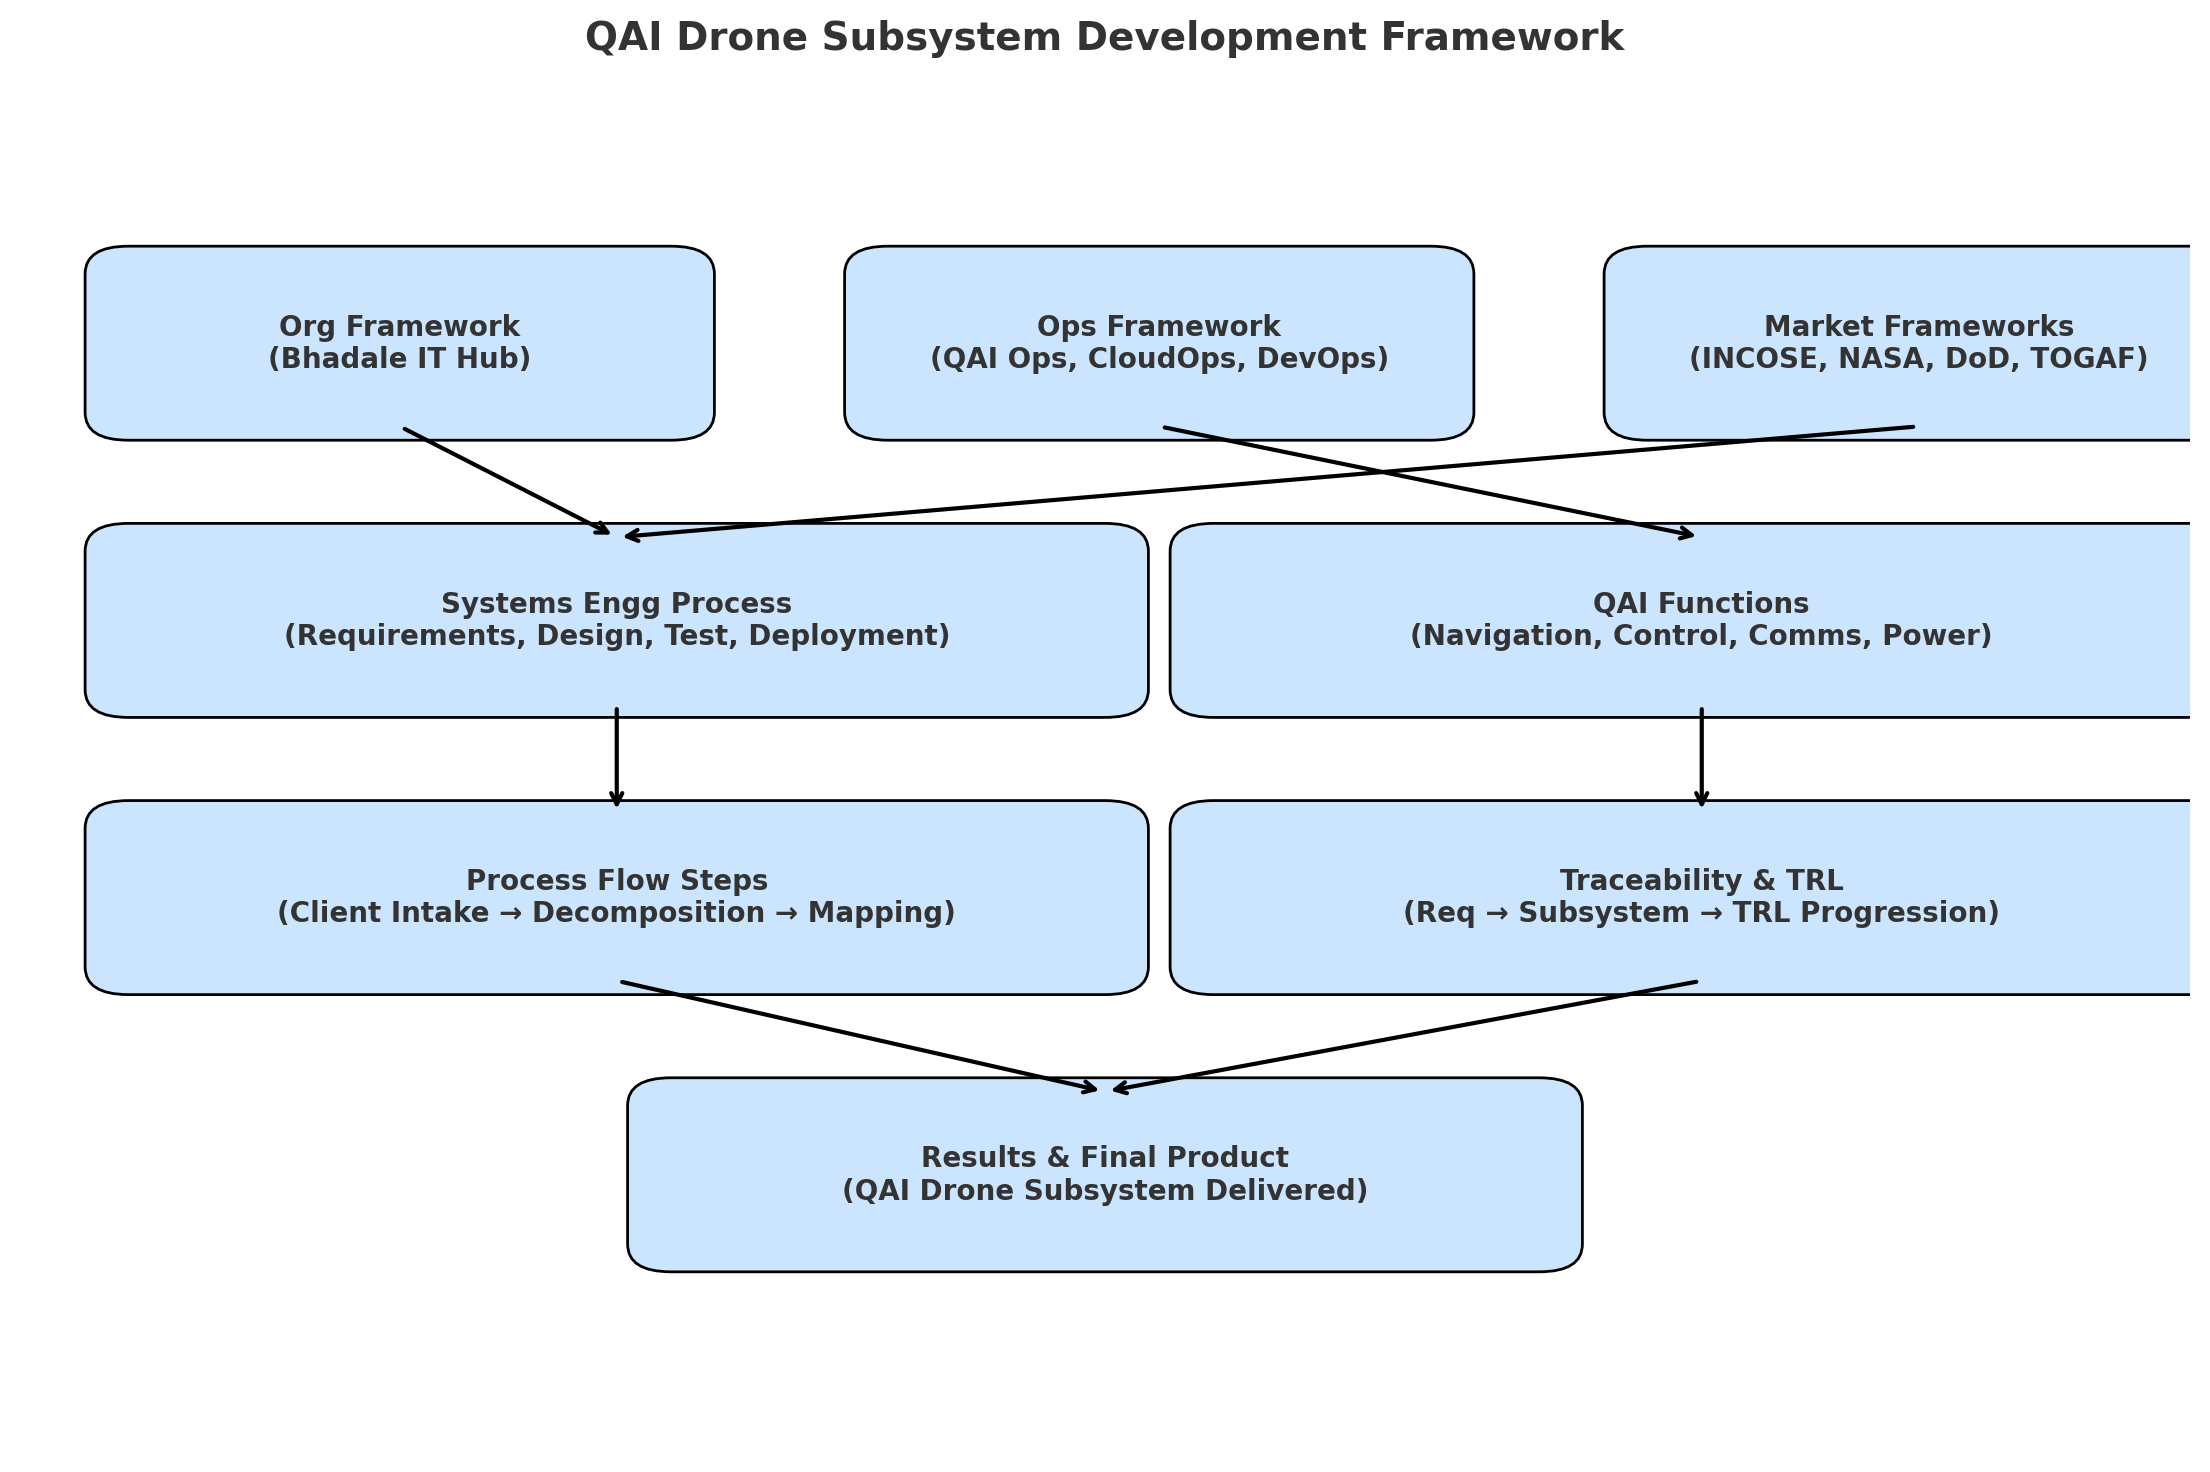 QAI Drone Subsystem Development Framework
Org Framework
(Bhadale IT Hub)
Ops Framework
(QAI Ops, CloudOps, DevOps)
Market Frameworks
(INCOSE, NASA, DoD, TOGAF)
Systems Engg Process
(Requirements, Design, Test, Deployment)
QAI Functions
(Navigation, Control, Comms, Power)
Process Flow Steps
(Client Intake → Decomposition → Mapping)
Traceability & TRL
(Req → Subsystem → TRL Progression)
Results & Final Product
(QAI Drone Subsystem Delivered)